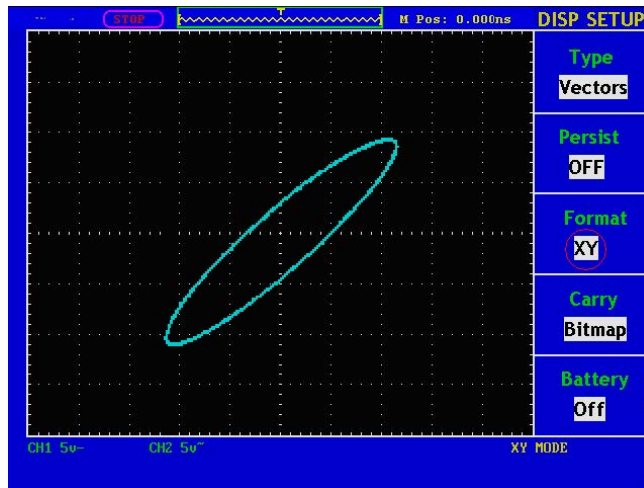 STOP M Pos: 0.000ns DISP SETUP
Type
Vectors
Persist
OFF
Format
XY
Carry
Bitmap
Battery
Off
CH1 5v- CH2 5v~ XY MODE